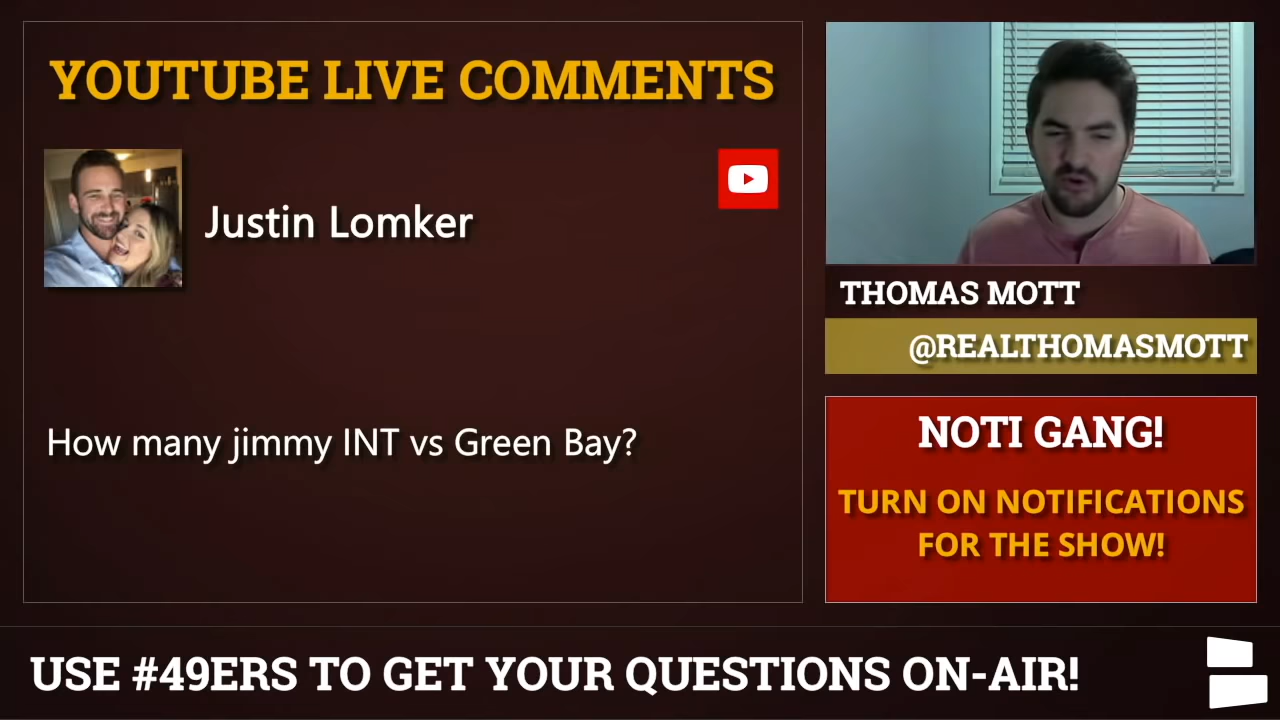 YOUTUBE LIVE COMMENTS
Justin Lomker
How many jimmy INT vs Green Bay?
THOMAS MOTT
@REALTHOMASMOTT
NOTI GANG!
TURN ON NOTIFICATIONS
FOR THE SHOW!
USE #49ERS TO GET YOUR QUESTIONS ON-AIR!